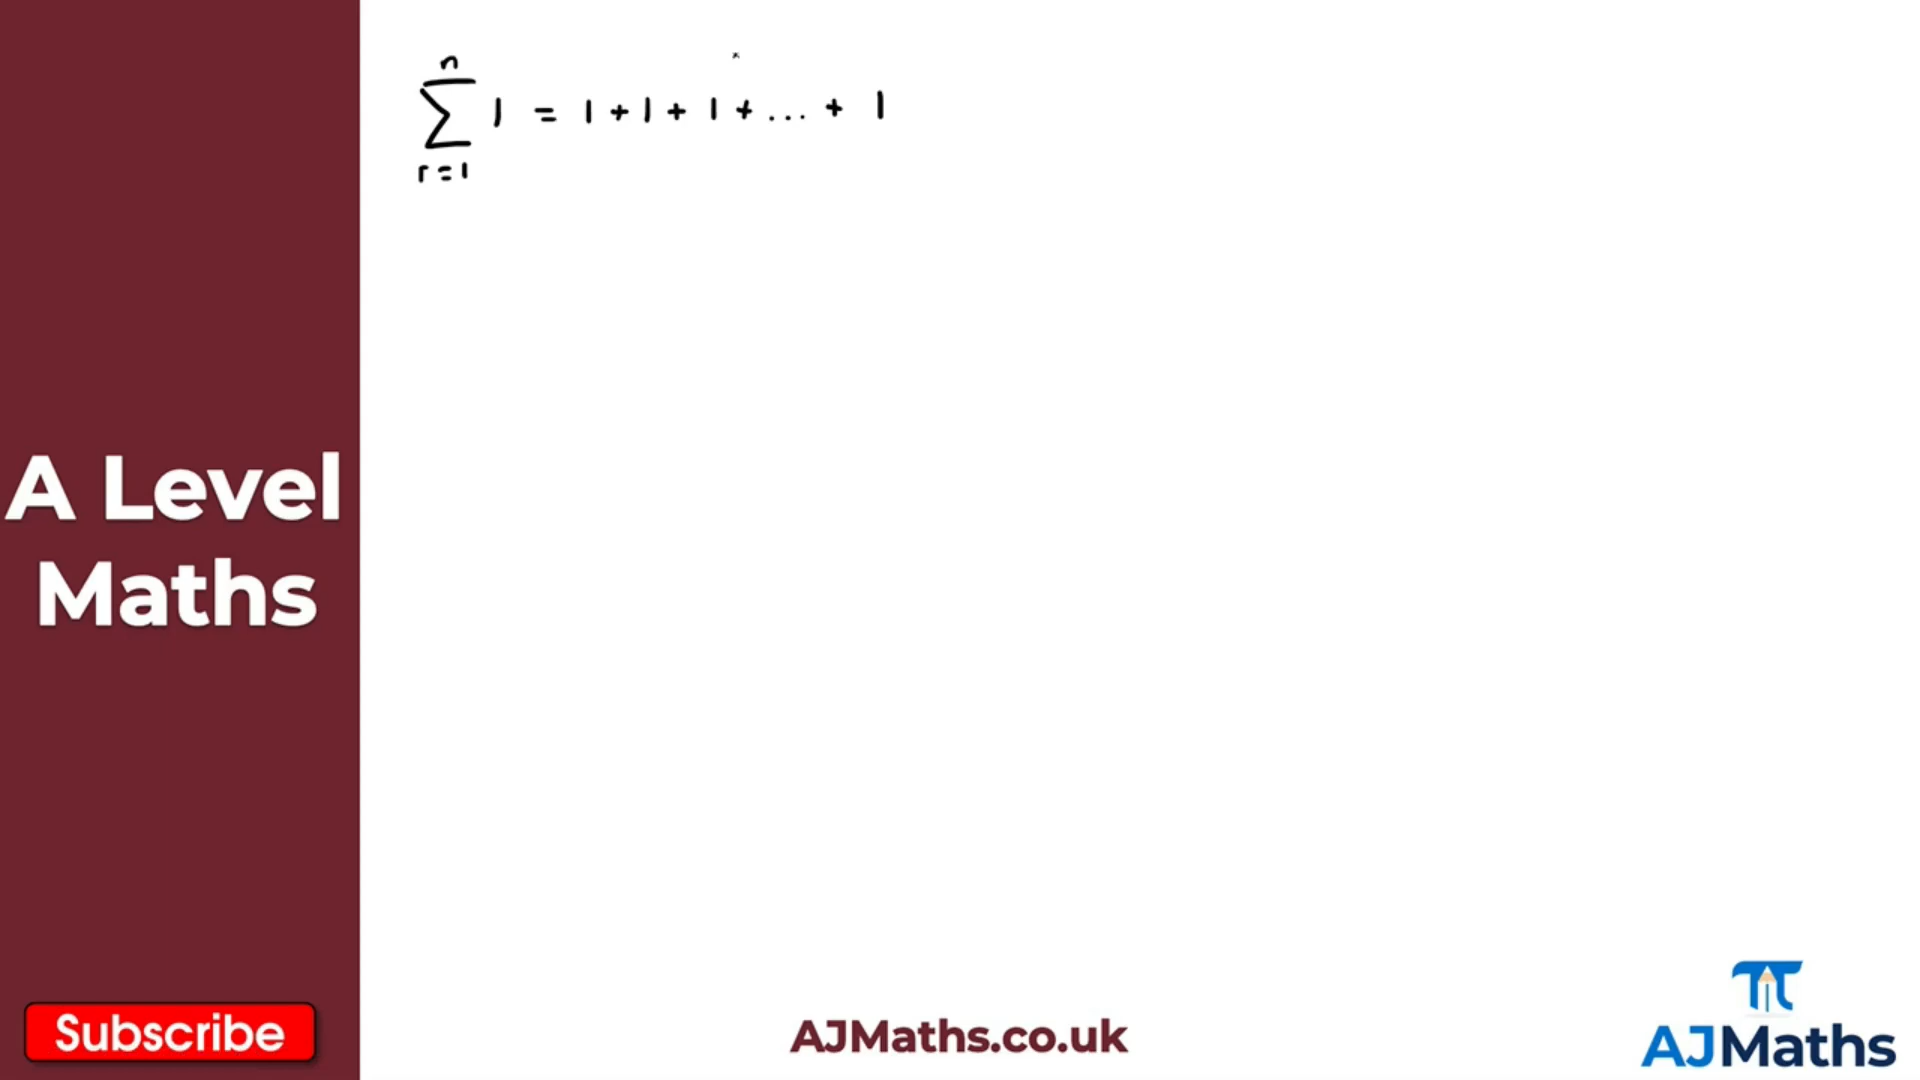 n
∑ 1 = 1 + 1 + 1 + ... + 1
r=1
A Level
Maths
Subscribe
AJMaths.co.uk
AJMaths